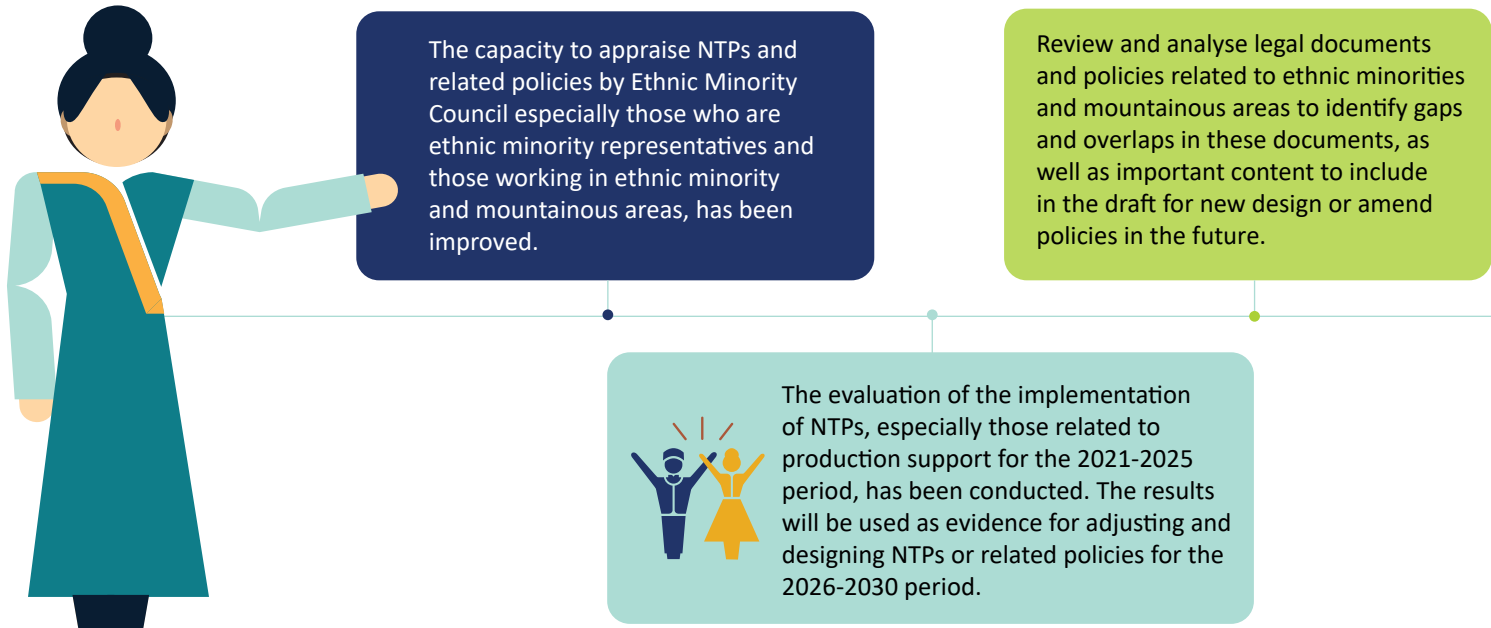 The capacity to appraise NTPs and
related policies by Ethnic Minority
Council especially those who are
ethnic minority representatives and
those working in ethnic minority
and mountainous areas, has been
improved.
The evaluation of the implementation
of NTPs, especially those related to
production support for the 2021-2025
period, has been conducted. The results
will be used as evidence for adjusting and
designing NTPs or related policies for the
2026-2030 period.
Review and analyse legal documents
and policies related to ethnic minorities
and mountainous areas to identify gaps
and overlaps in these documents, as
well as important content to include
in the draft for new design or amend
policies in the future.